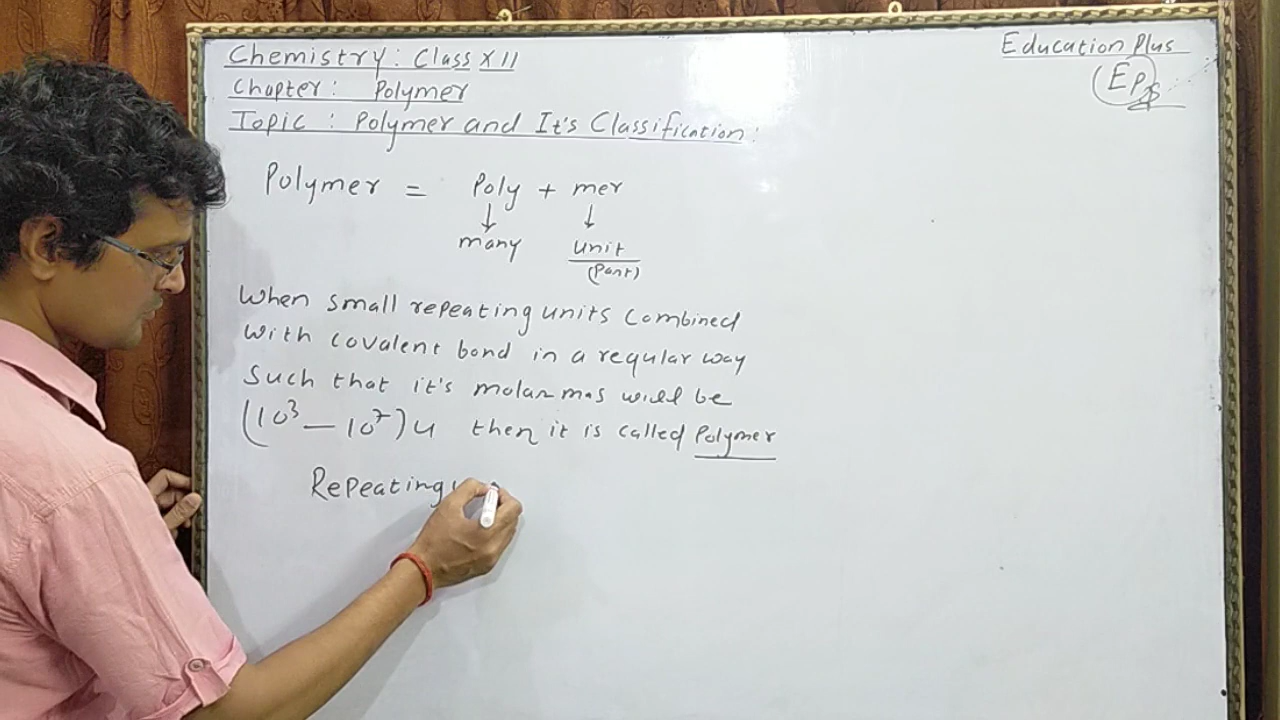 Chemistry: Class XII
Chapter: Polymer
Topic: Polymer and It's Classification:
Education Plus
Polymer = Poly + mer
↓ ↓
many unit
(Part)
When small repeating units combined
with covalent bond in a regular way
Such that it's molar mas will be
(10³ — 10⁷) u then it is called Polymer
Repeating